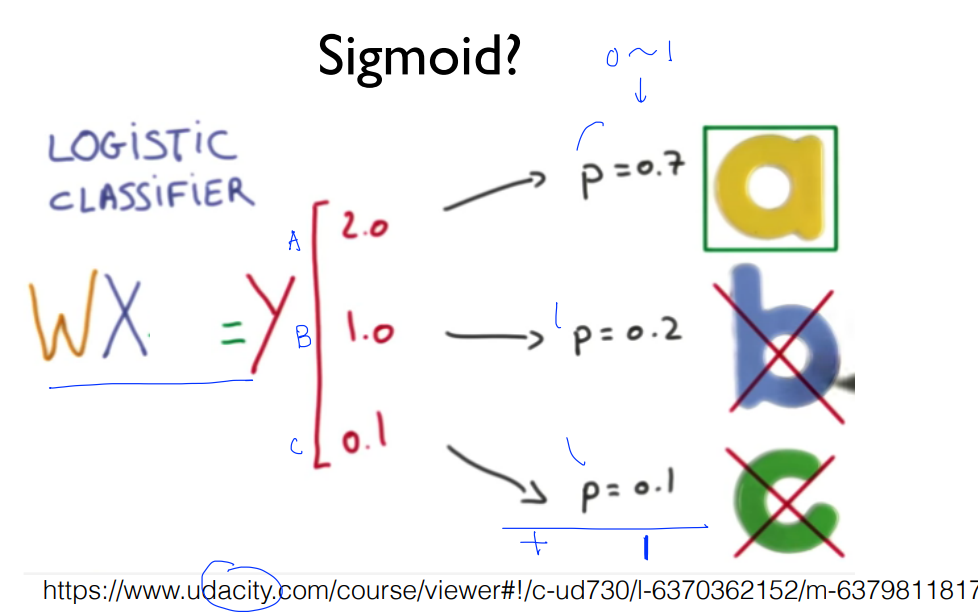 Sigmoid?
0 ~ 1
LOGISTIC
CLASSIFIER
WX = Y
A 2.0 p = 0.7 a
B 1.0 p = 0.2 b
C 0.1 p = 0.1 c
+ 1
https://www.udacity.com/course/viewer#!/c-ud730/l-6370362152/m-6379811817